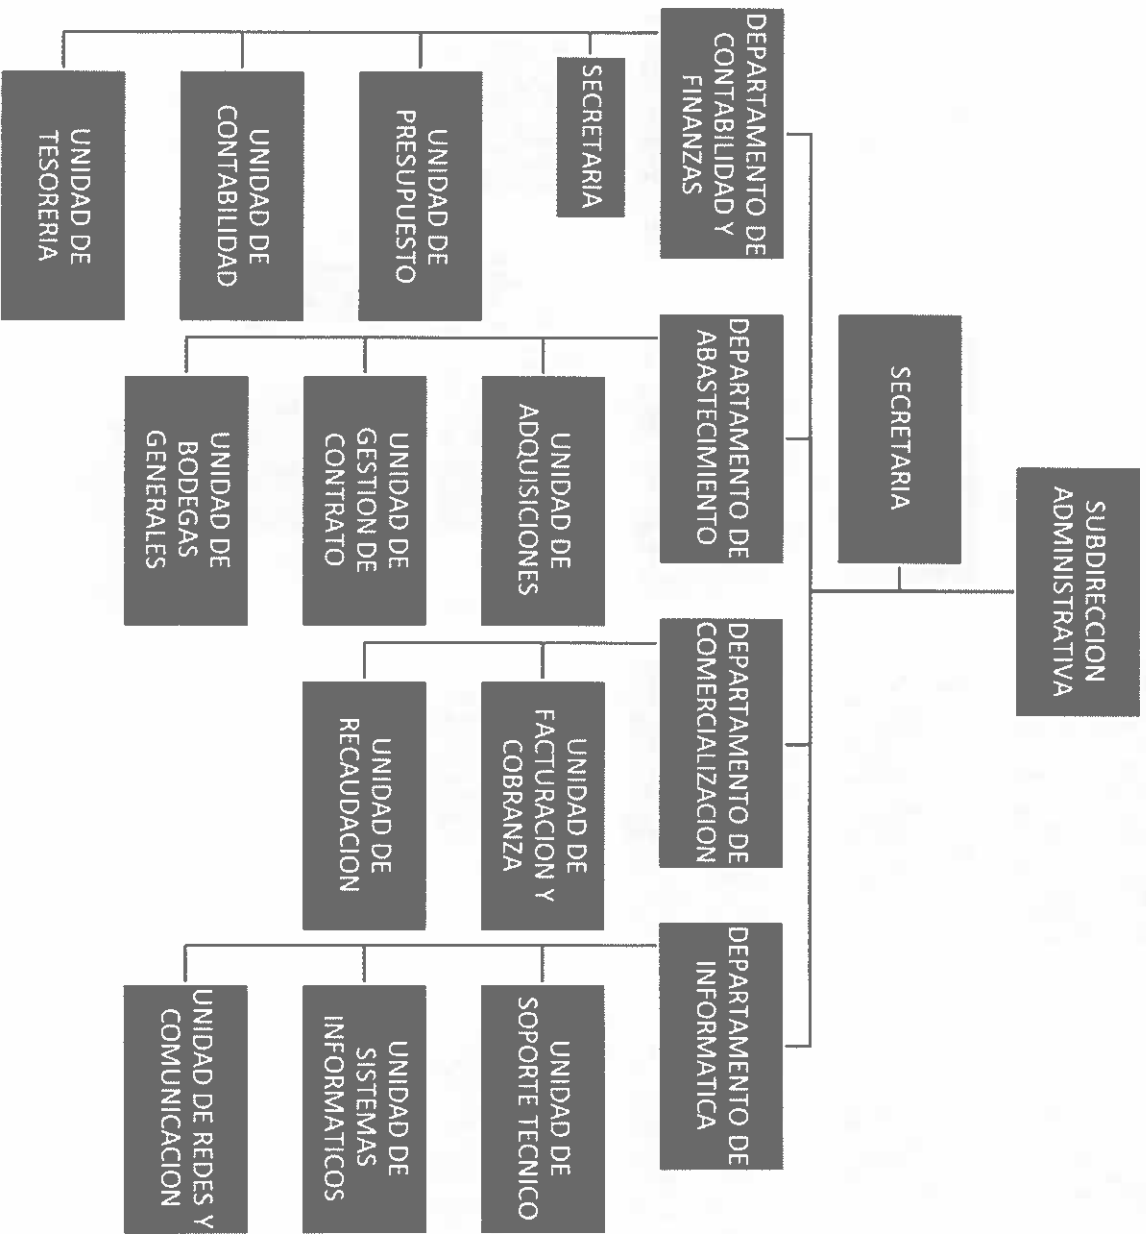 SUBDIRECCION
ADMINISTRATIVA
SECRETARIA
DEPARTAMENTO DE
CONTABILIDAD Y
FINANZAS
SECRETARIA
UNIDAD DE
PRESUPUESTO
UNIDAD DE
CONTABILIDAD
UNIDAD DE
TESORERIA
DEPARTAMENTO DE
ABASTECIMIENTO
UNIDAD DE
ADQUISICIONES
UNIDAD DE
GESTION DE
CONTRATO
UNIDAD DE
BODEGAS
GENERALES
DEPARTAMENTO DE
COMERCIALIZACION
UNIDAD DE
FACTURACION Y
COBRANZA
UNIDAD DE
RECAUDACION
DEPARTAMENTO DE
INFORMATICA
UNIDAD DE
SOPORTE TECNICO
UNIDAD DE
SISTEMAS
INFORMATICOS
UNIDAD DE REDES Y
COMUNICACION